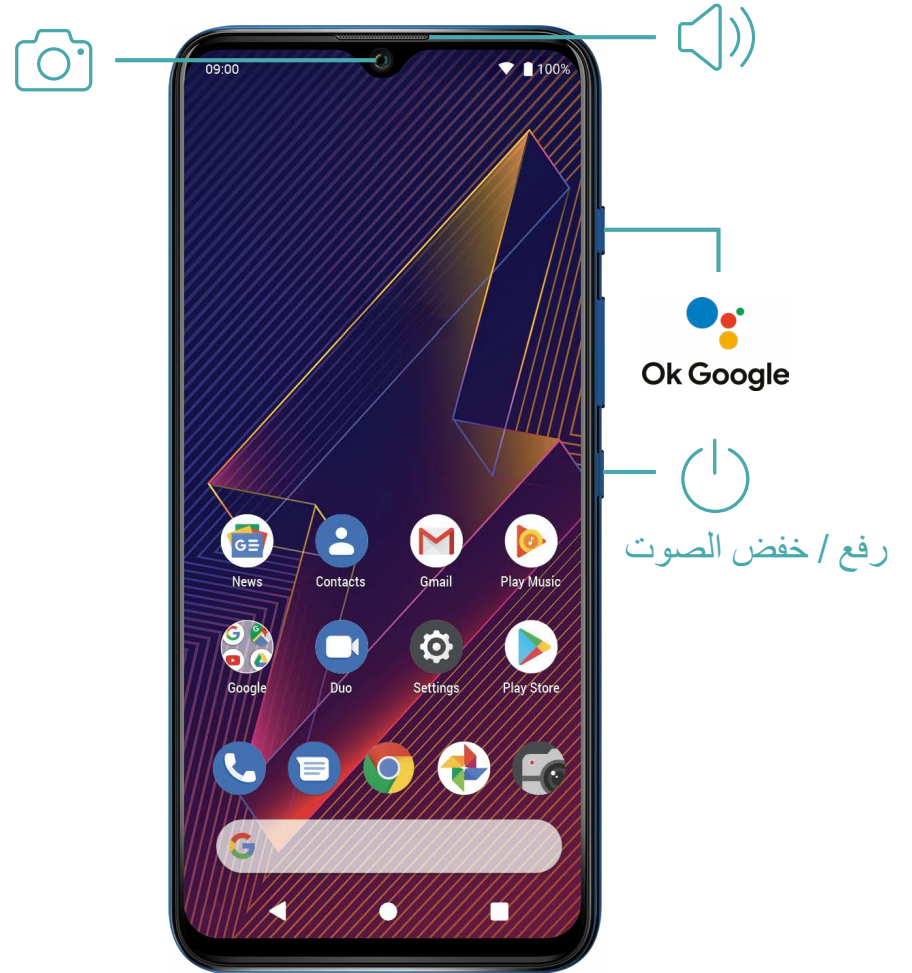 09:00
100%
Ok Google
رفع / خفض الصوت
News
Contacts
Gmail
Play Music
Google
Duo
Settings
Play Store